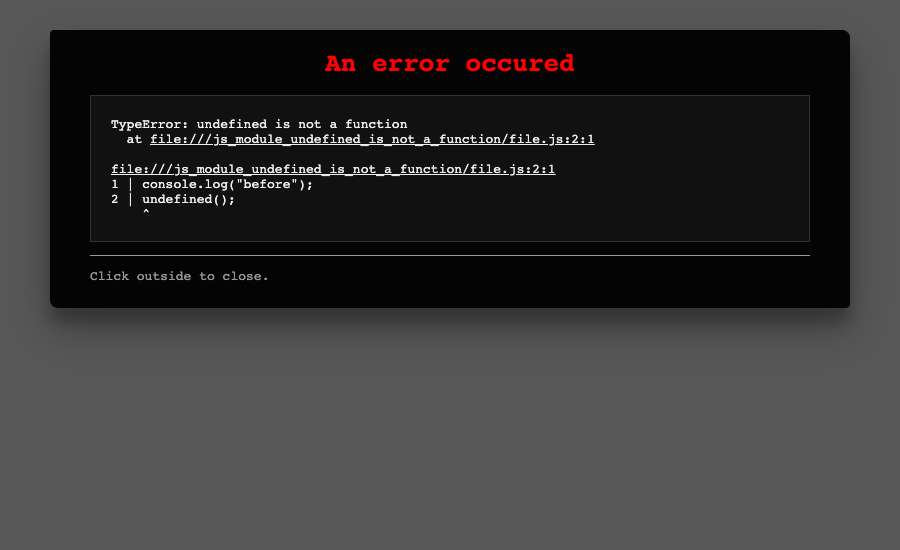 An error occured
TypeError: undefined is not a function
at file:///js_module_undefined_is_not_a_function/file.js:2:1
file:///js_module_undefined_is_not_a_function/file.js:2:1
1 | console.log("before");
2 | undefined();
^
Click outside to close.